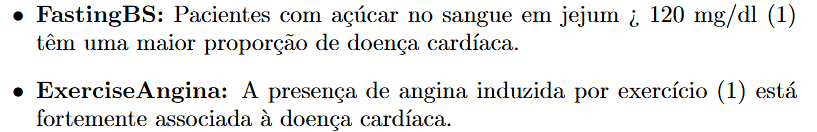 • FastingBS: Pacientes com açúcar no sangue em jejum ¿ 120 mg/dl (1)
têm uma maior proporção de doença cardíaca.
• ExerciseAngina: A presença de angina induzida por exercício (1) está
fortemente associada à doença cardíaca.